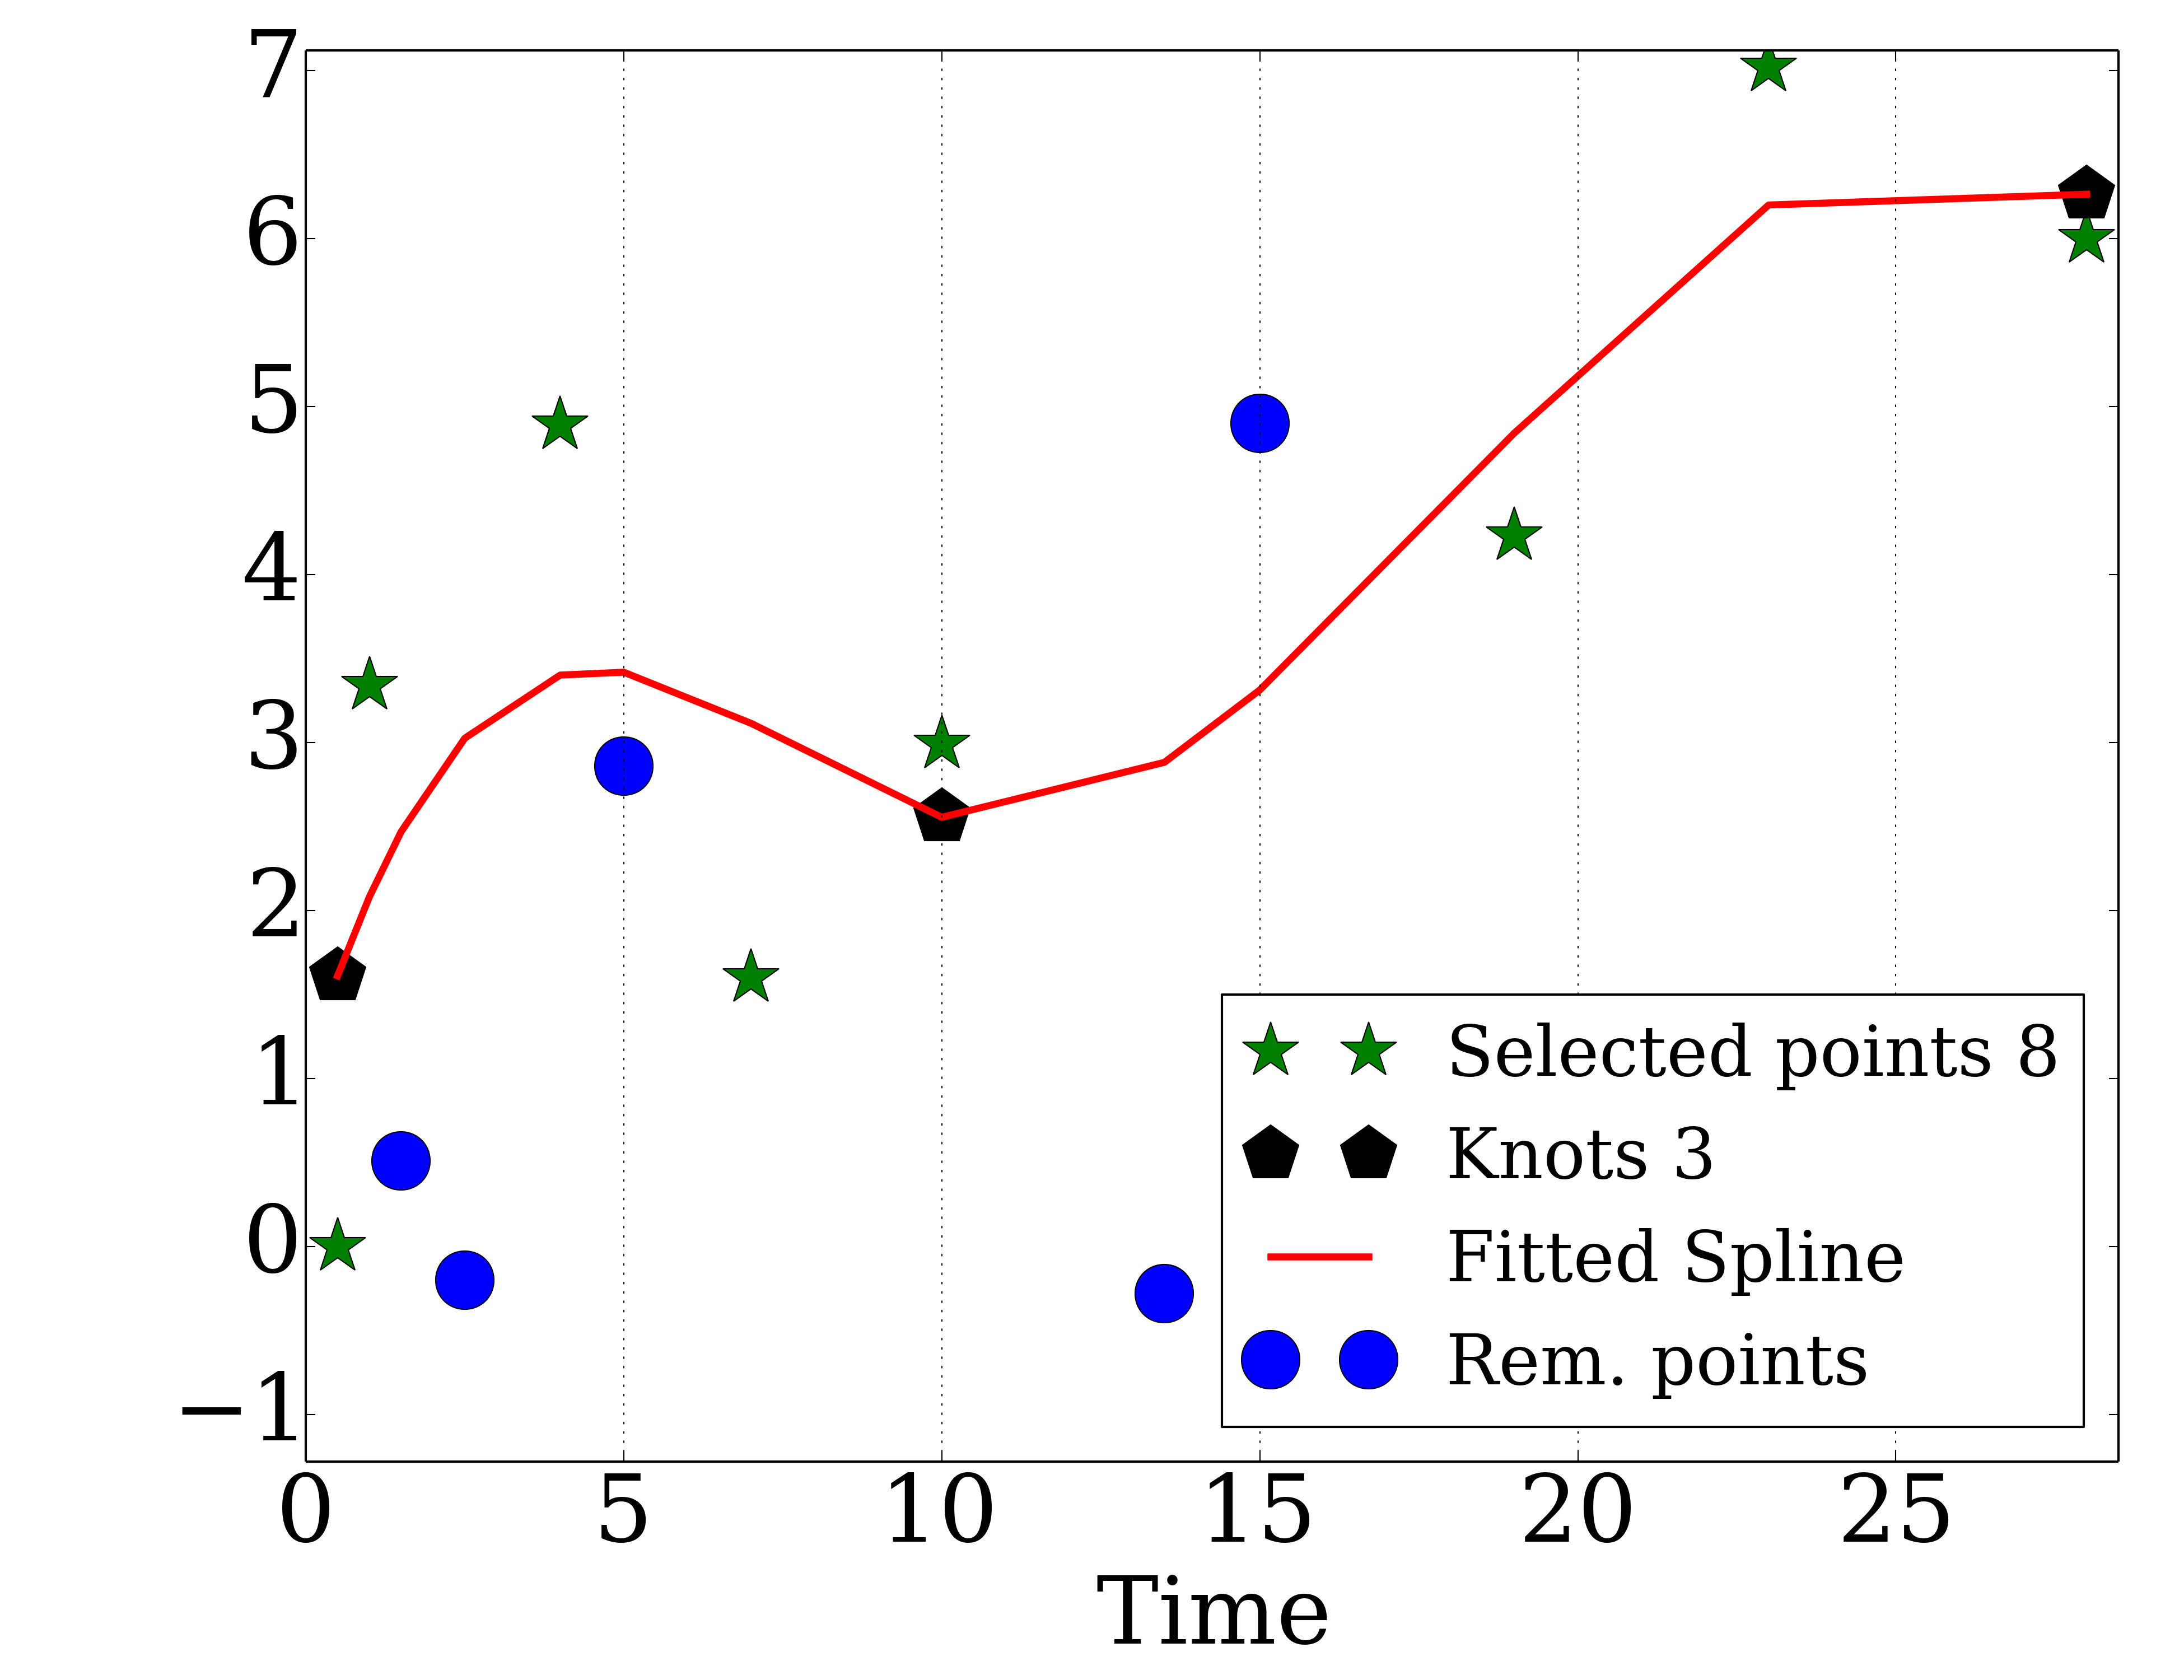 7
6
5
4
3
2
1
0
−1
Selected points 8
Knots 3
Fitted Spline
Rem. points
0 5 10 15 20 25
Time